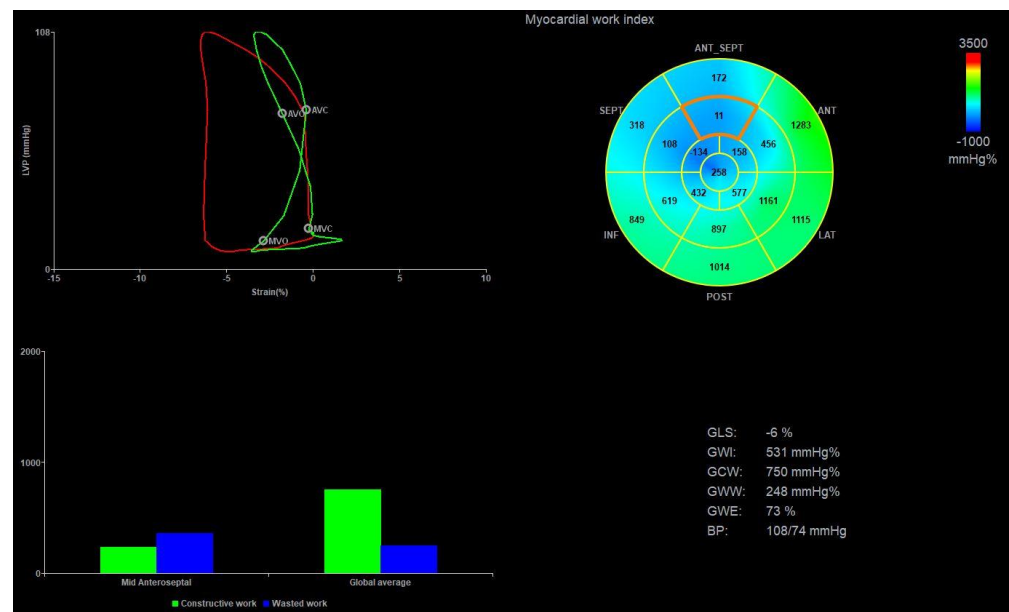 Myocardial work index
108
LVP (mmHg)
0
-15
-10
-5
0
5
10
Strain(%)
AVO
AVC
MVO
MVC
ANT_SEPT
SEPT
ANT
INF
LAT
POST
172
318
11
1283
108
456
134
158
258
432
577
619
1161
849
1115
897
1014
3500
-1000
mmHg%
2000
1000
0
Mid Anteroseptal
Global average
Constructive work
Wasted work
GLS: -6 %
GWI: 531 mmHg%
GCW: 750 mmHg%
GWW: 248 mmHg%
GWE: 73 %
BP: 108/74 mmHg